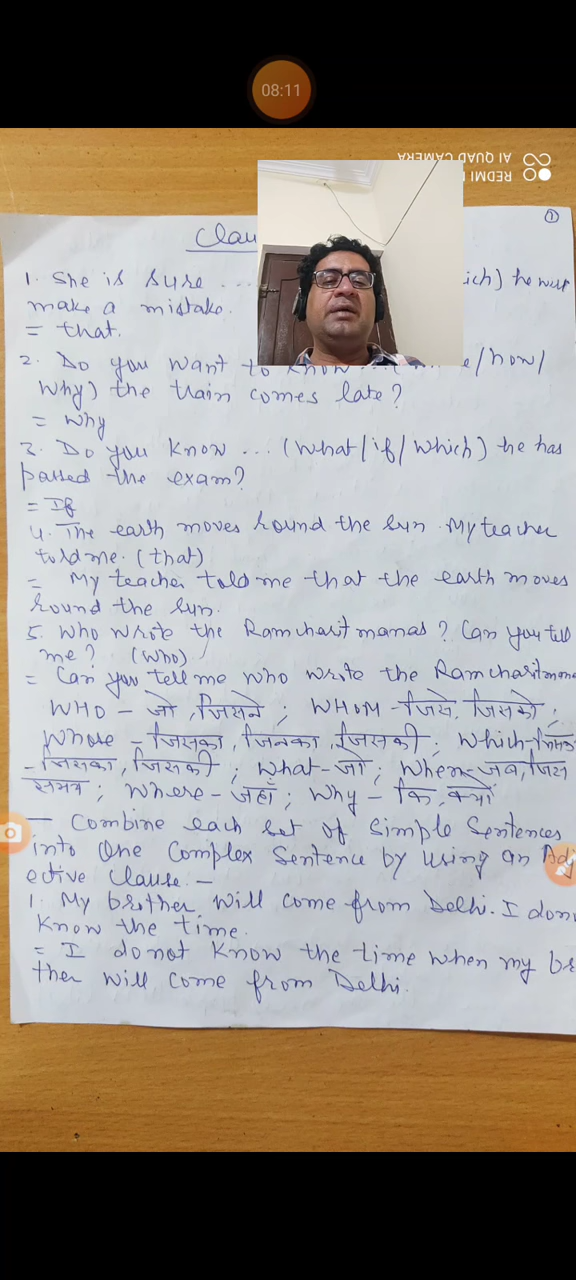 08:11
REDMI
AI QUAD CAMERA
①
Clau
1. She is sure .... ich) he will
make a mistake.
= that.
2. Do you want to know ... /how/
why) the train comes late?
= why
3. Do you know ... (what/if/which) he has
passed the exam?
= If
4. The earth moves round the sun. My teacher
told me. (that)
= My teacher told me that the earth moves
round the sun.
5. Who wrote the Ramcharitmanas? Can you tell
me? (who)
= Can you tell me who wrote the Ramcharitmana
WHO - जो, जिसने ; WHOM - जिसे, जिसको ;
Whose - जिसका, जिनका, जिसकी ; Which-
- जिसका, जिसकी ; What - जो ; When - जब, जिस
समय ; Where - जहाँ ; Why - कि, क्यों
- Combine each set of Simple Sentences
into One Complex Sentence by using an Adj
ective Clause :-
1. My brother will come from Delhi. I don
know the time.
= I do not know the time when my br
ther will come from Delhi.